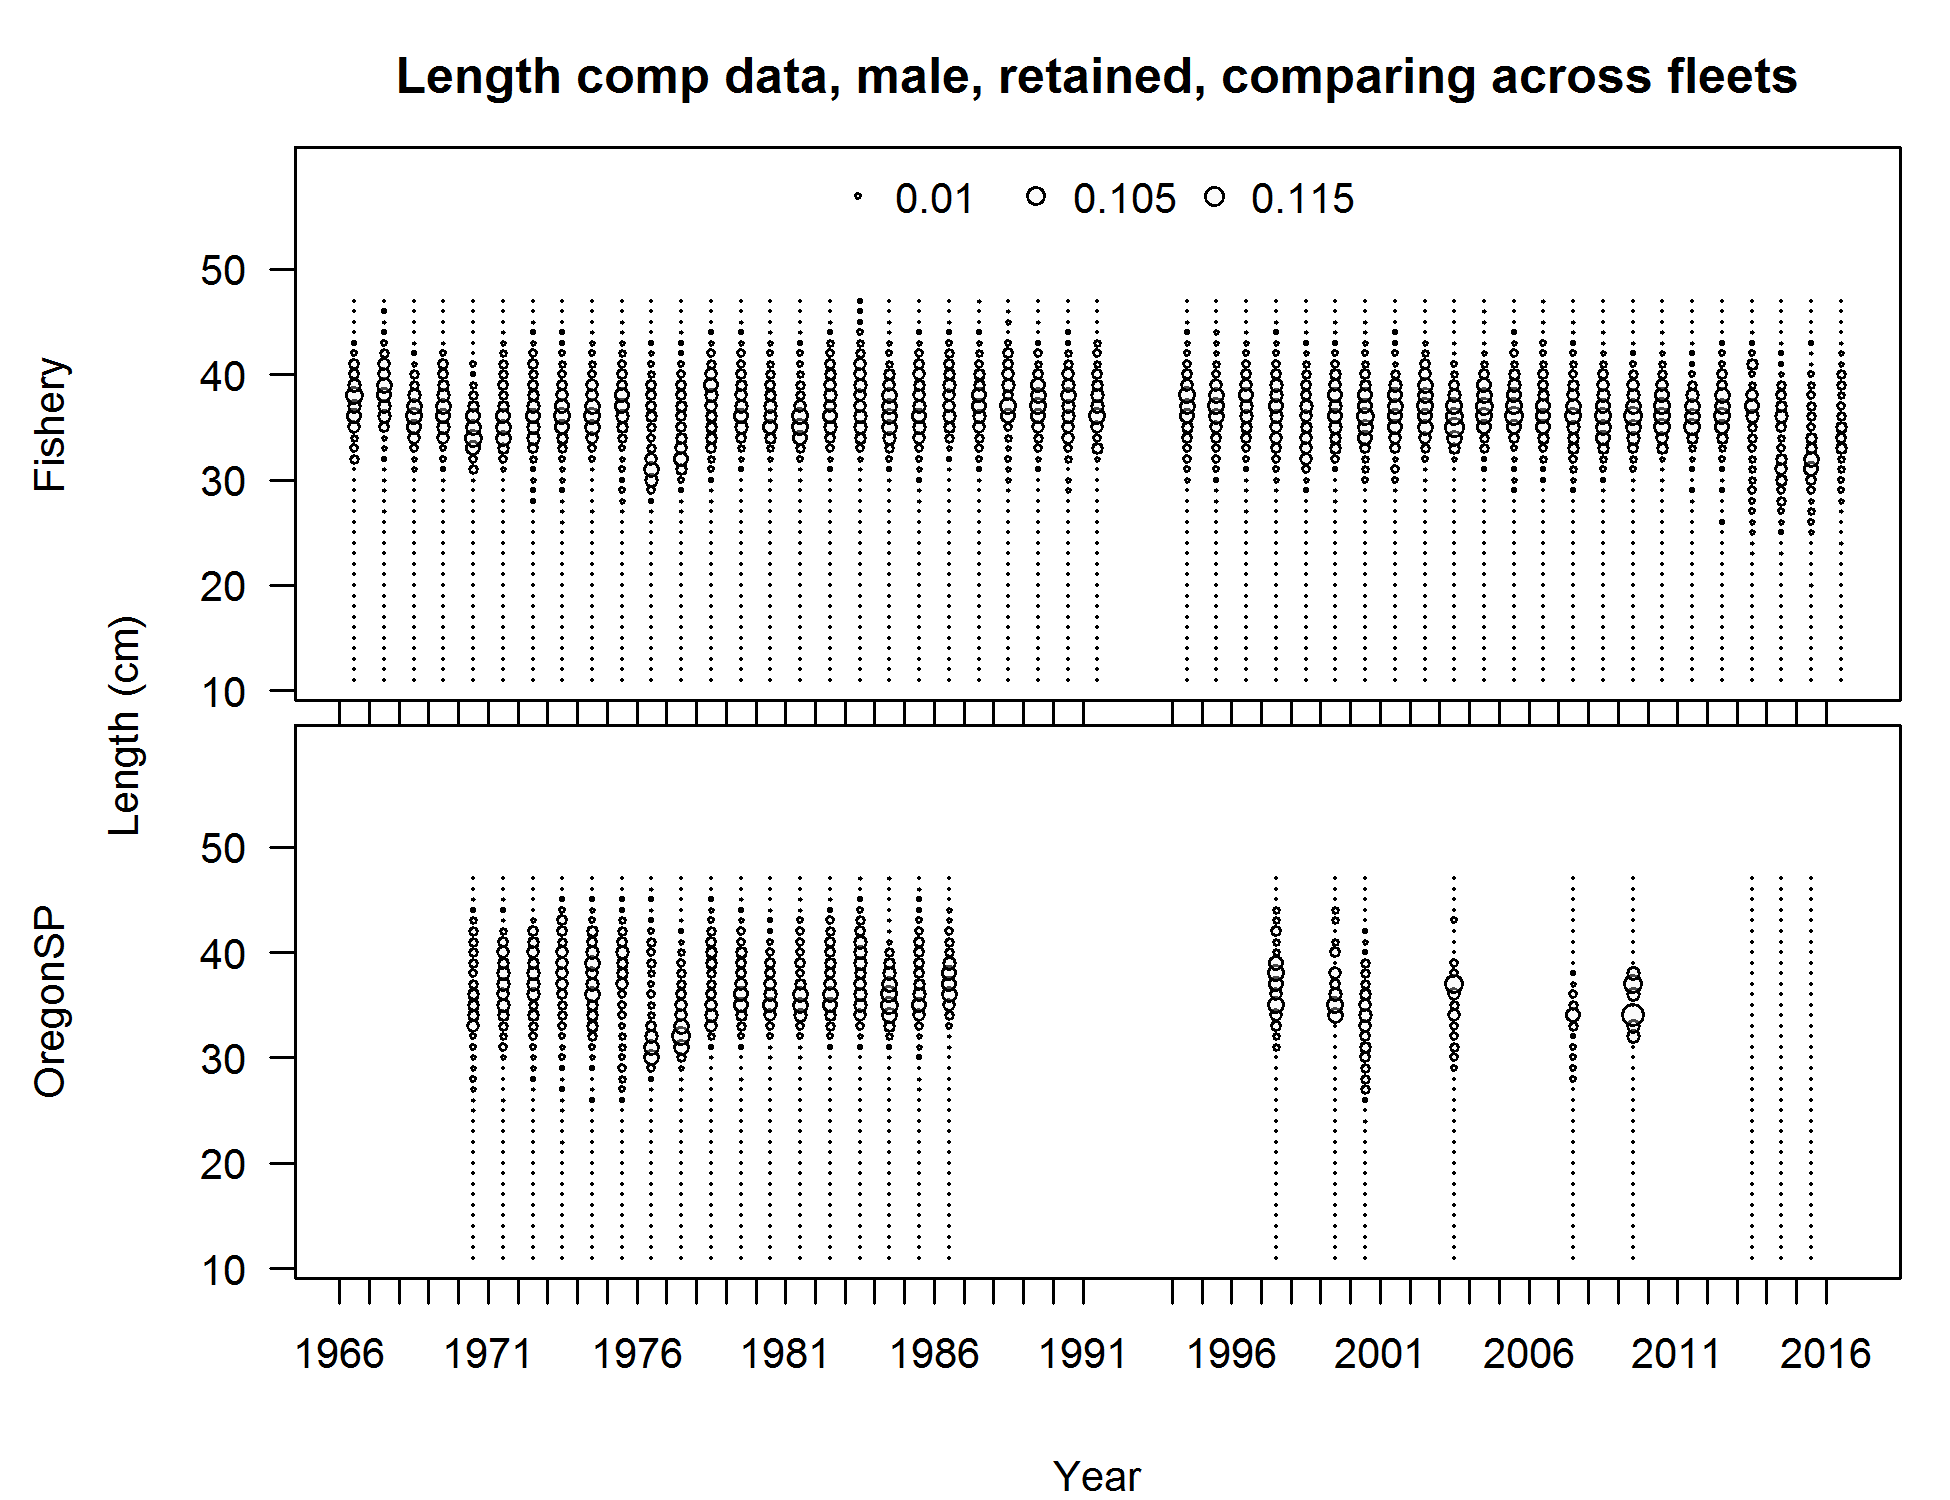 Length comp data, male, retained, comparing across fleets
0.01 0.105 0.115
Fishery
50
40
30
20
10
Length (cm)
OregonSP
50
40
30
20
10
1966 1971 1976 1981 1986 1991 1996 2001 2006 2011 2016
Year